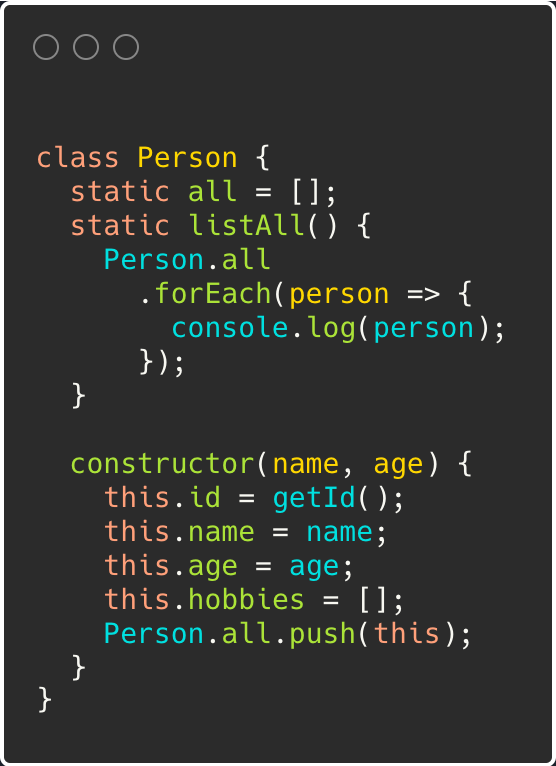 class Person {
  static all = [];
  static listAll() {
    Person.all
      .forEach(person => {
        console.log(person);
      });
  }

  constructor(name, age) {
    this.id = getId();
    this.name = name;
    this.age = age;
    this.hobbies = [];
    Person.all.push(this);
  }
}